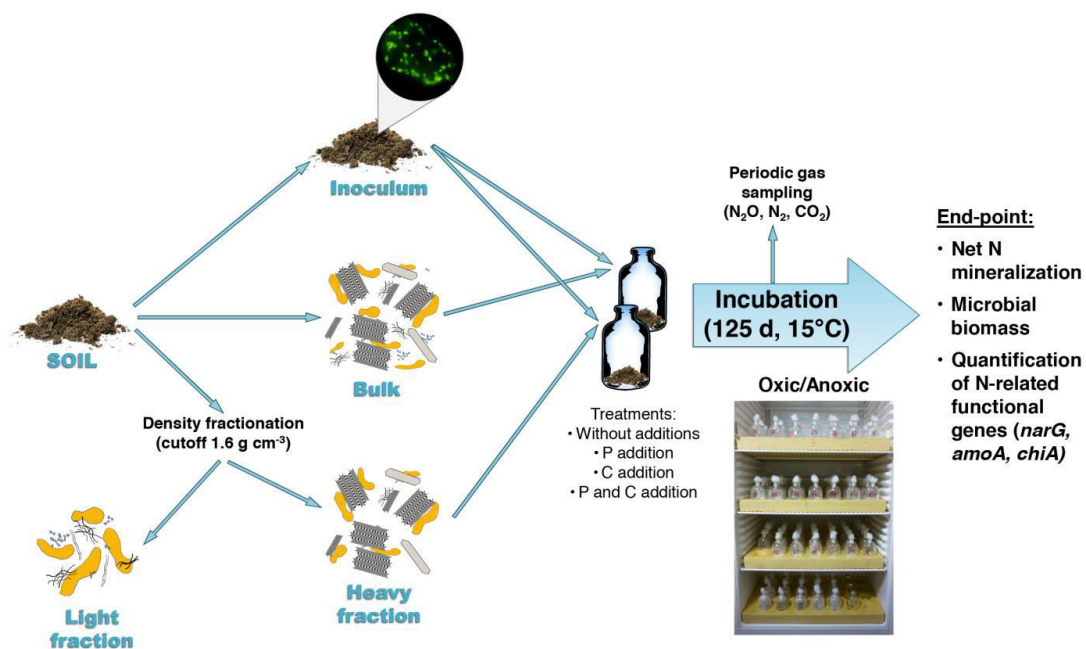 Inoculum
Periodic gas
sampling
(N₂O, N₂, CO₂)
End-point:
• Net N
mineralization
• Microbial
biomass
• Quantification
of N-related
functional
genes (narG,
amoA, chiA)
SOIL
Bulk
Incubation
(125 d, 15°C)
Oxic/Anoxic
Density fractionation
(cutoff 1.6 g cm⁻³)
Treatments:
• Without additions
• P addition
• C addition
• P and C addition
Light
fraction
Heavy
fraction